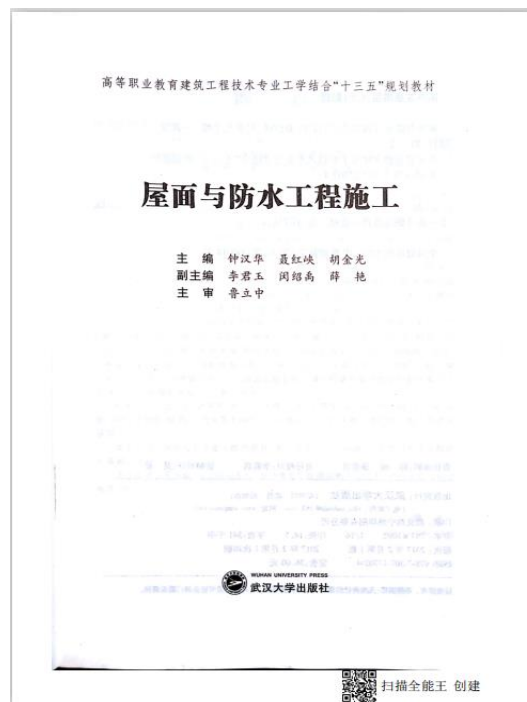 高等职业教育建筑工程技术专业工学结合“十三五”规划教材
屋面与防水工程施工
主 编 钟汉华 聂红峡 胡金光
副主编 李君玉 闵绍禹 薛 艳
主 审 鲁立中
WUHAN UNIVERSITY PRESS
武汉大学出版社
扫描全能王 创建